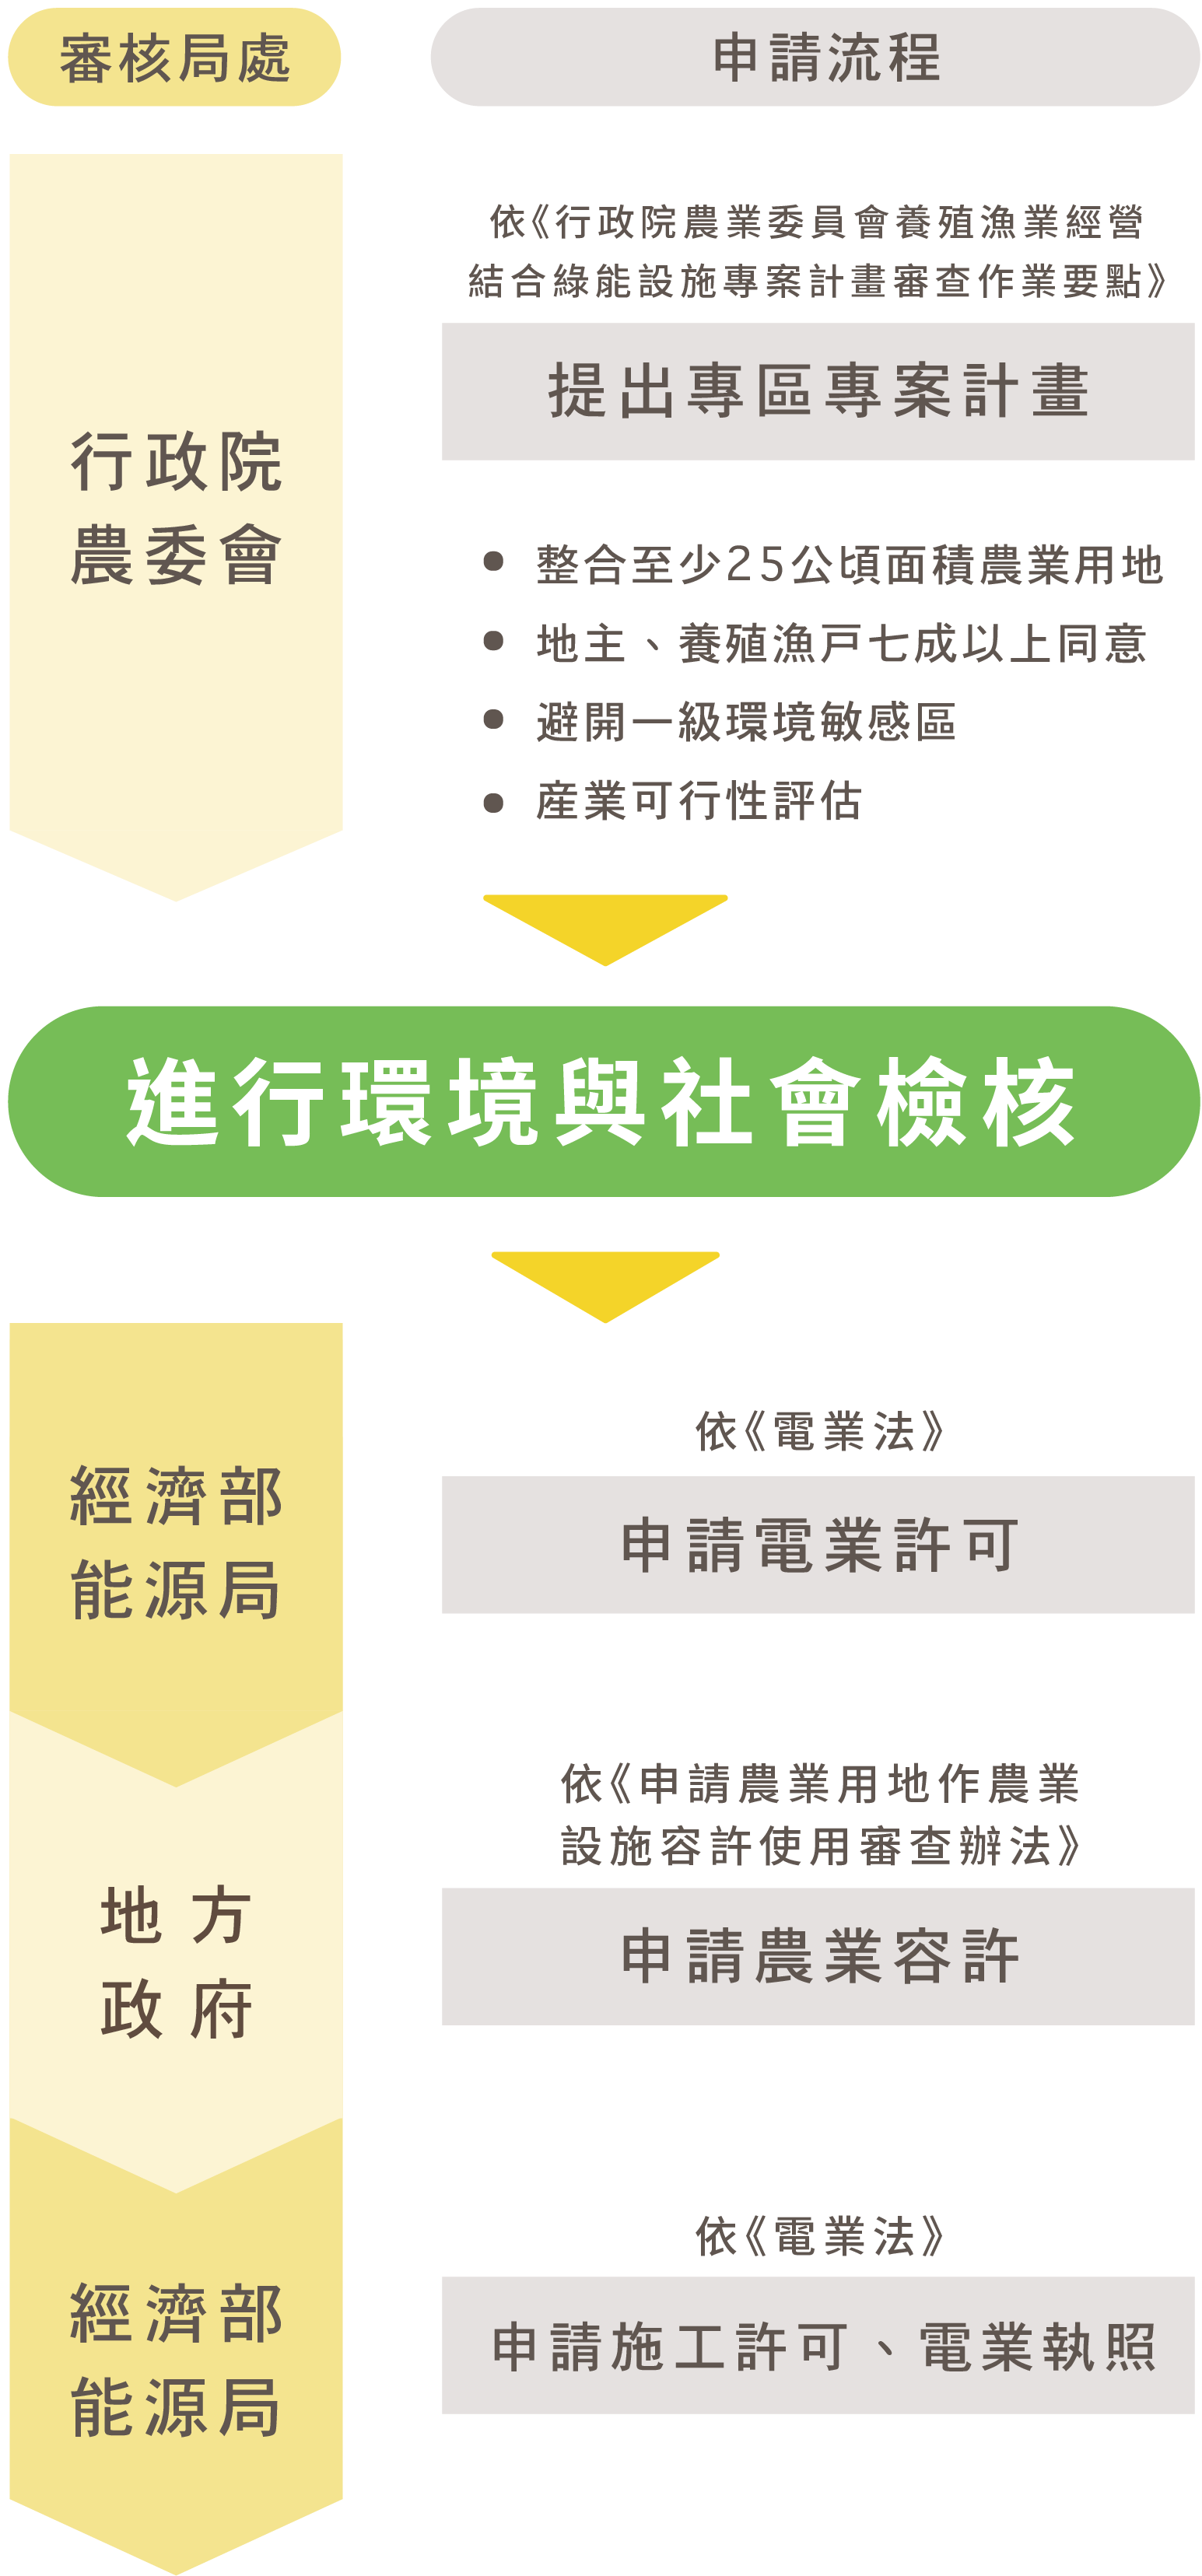 審核局處
申請流程
行政院
農委會
依《行政院農業委員會養殖漁業經營
結合綠能設施專案計畫審查作業要點》
提出專區專案計畫
• 整合至少25公頃面積農業用地
• 地主、養殖漁戶七成以上同意
• 避開一級環境敏感區
• 産業可行性評估
進行環境與社會檢核
經濟部
能源局
依《電業法》
申請電業許可
地方
政府
依《申請農業用地作農業
設施容許使用審查辦法》
申請農業容許
經濟部
能源局
依《電業法》
申請施工許可、電業執照